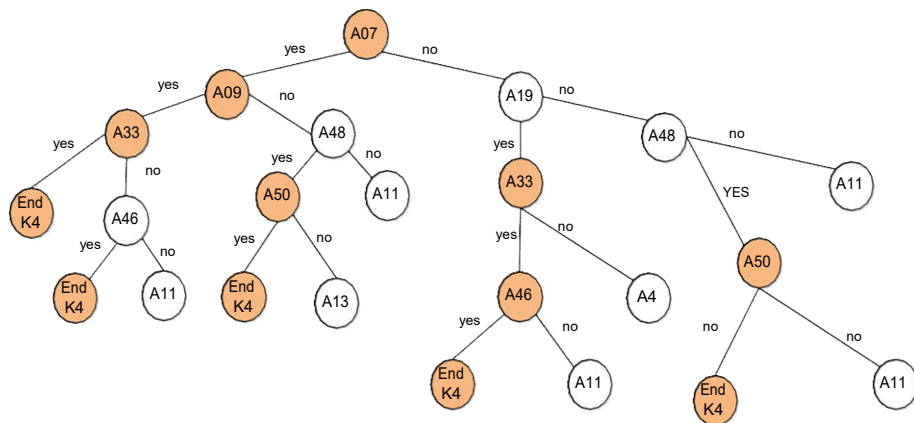 A07
yes
no
yes
A09
no
A19
no
yes
A33
A48
yes
A48
no
yes
no
yes
no
A33
YES
A11
End
K4
A46
A50
A11
yes
no
yes
no
yes
no
A50
End
K4
A11
End
K4
A13
A46
A4
yes
no
no
no
End
K4
A11
End
K4
A11